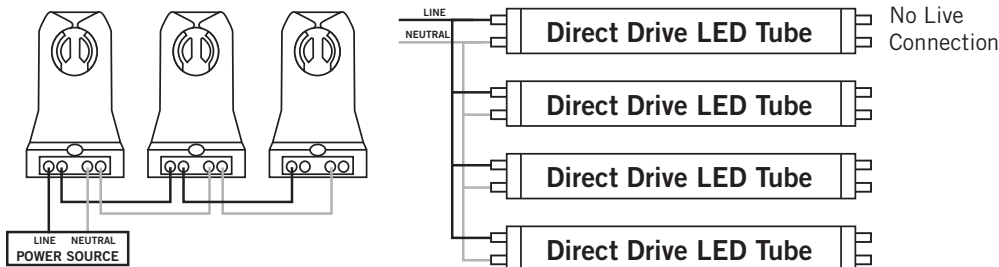 LINE NEUTRAL
POWER SOURCE
LINE
NEUTRAL
Direct Drive LED Tube
No Live
Connection
Direct Drive LED Tube
Direct Drive LED Tube
Direct Drive LED Tube